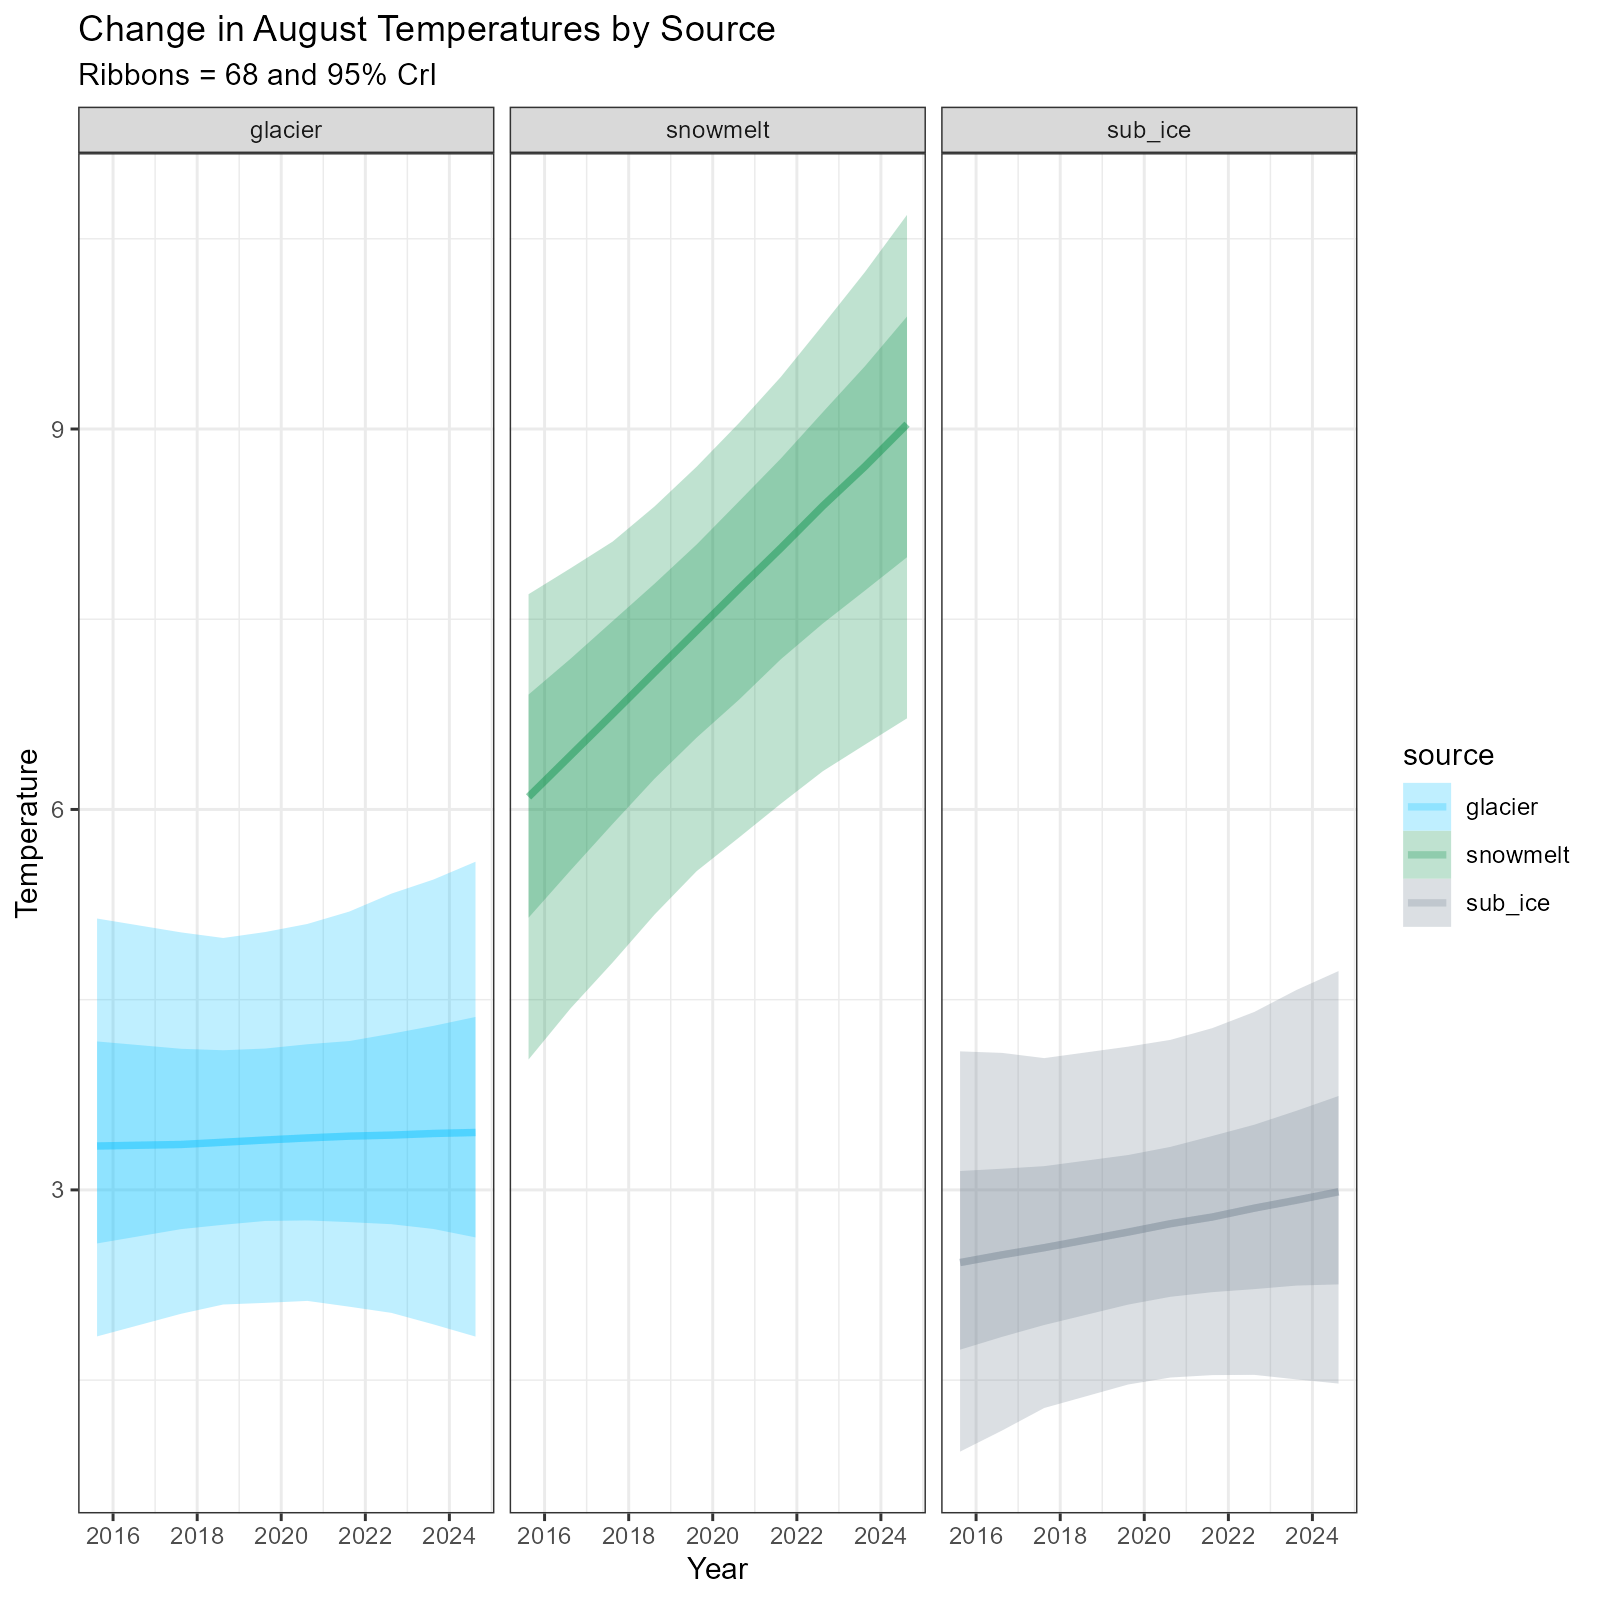 Change in August Temperatures by Source
Ribbons = 68 and 95% CrI
glacier
snowmelt
sub_ice
Temperature
9
6
3
2016 2018 2020 2022 2024
2016 2018 2020 2022 2024
2016 2018 2020 2022 2024
Year
source
glacier
snowmelt
sub_ice